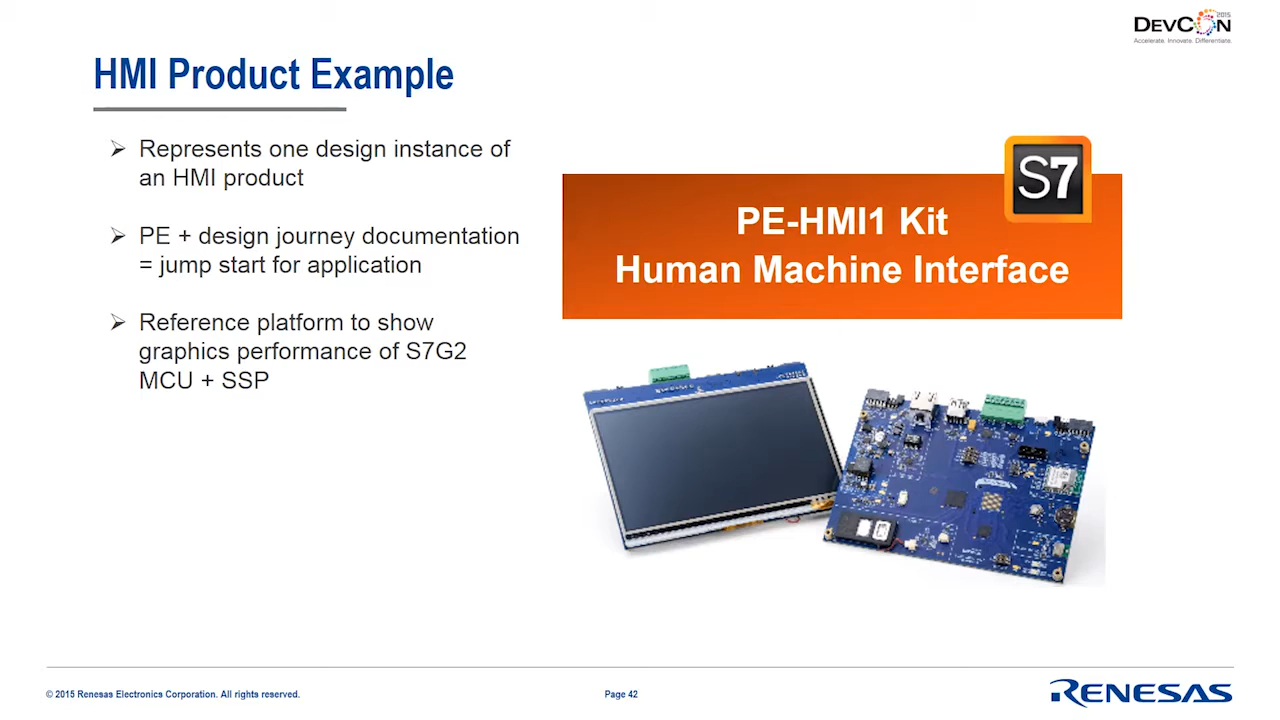 2015
DevCon
Accelerate. Innovate. Differentiate.
HMI Product Example
Represents one design instance of
an HMI product
PE + design journey documentation
= jump start for application
Reference platform to show
graphics performance of S7G2
MCU + SSP
S7
PE-HMI1 Kit
Human Machine Interface
© 2015 Renesas Electronics Corporation. All rights reserved.
Page 42
RENESAS